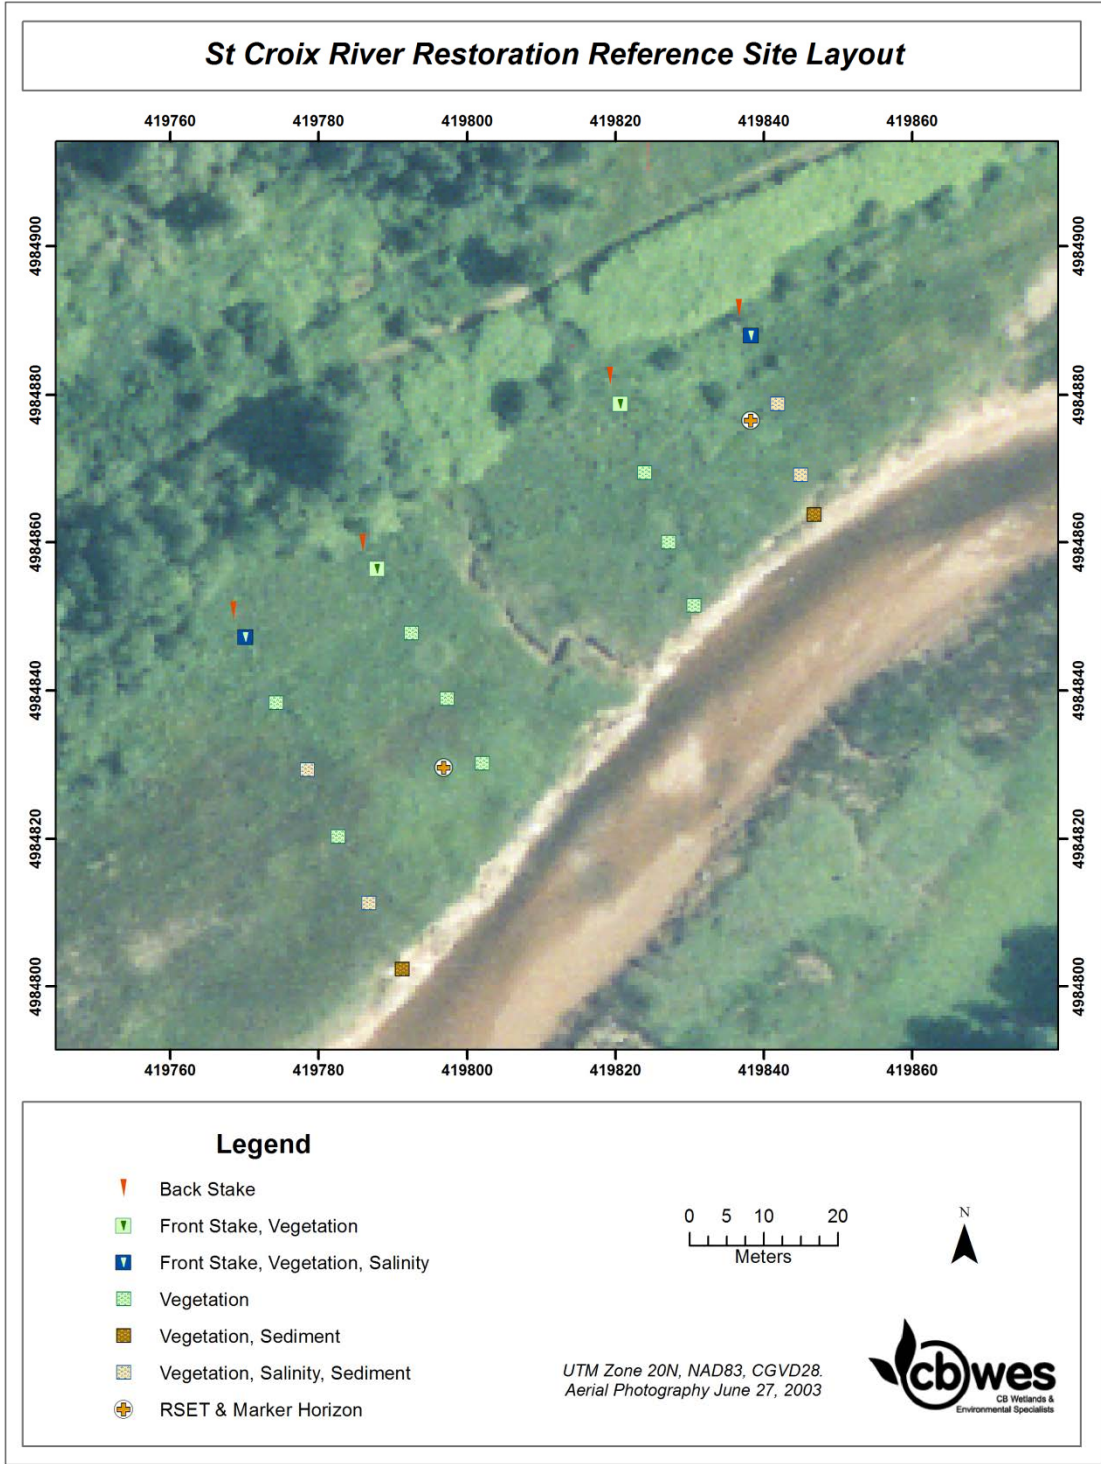 St Croix River Restoration Reference Site Layout
419760 419780 419800 419820 419840 419860
4984900 4984900
4984880 4984880
4984860 4984860
4984840 4984840
4984820 4984820
4984800 4984800
419760 419780 419800 419820 419840 419860
Legend
Back Stake
Front Stake, Vegetation
Front Stake, Vegetation, Salinity
Vegetation
Vegetation, Sediment
Vegetation, Salinity, Sediment
RSET & Marker Horizon
0 5 10 20
Meters
N
UTM Zone 20N, NAD83, CGVD28.
Aerial Photography June 27, 2003
cbwes
CB Wetlands &
Environmental Specialists